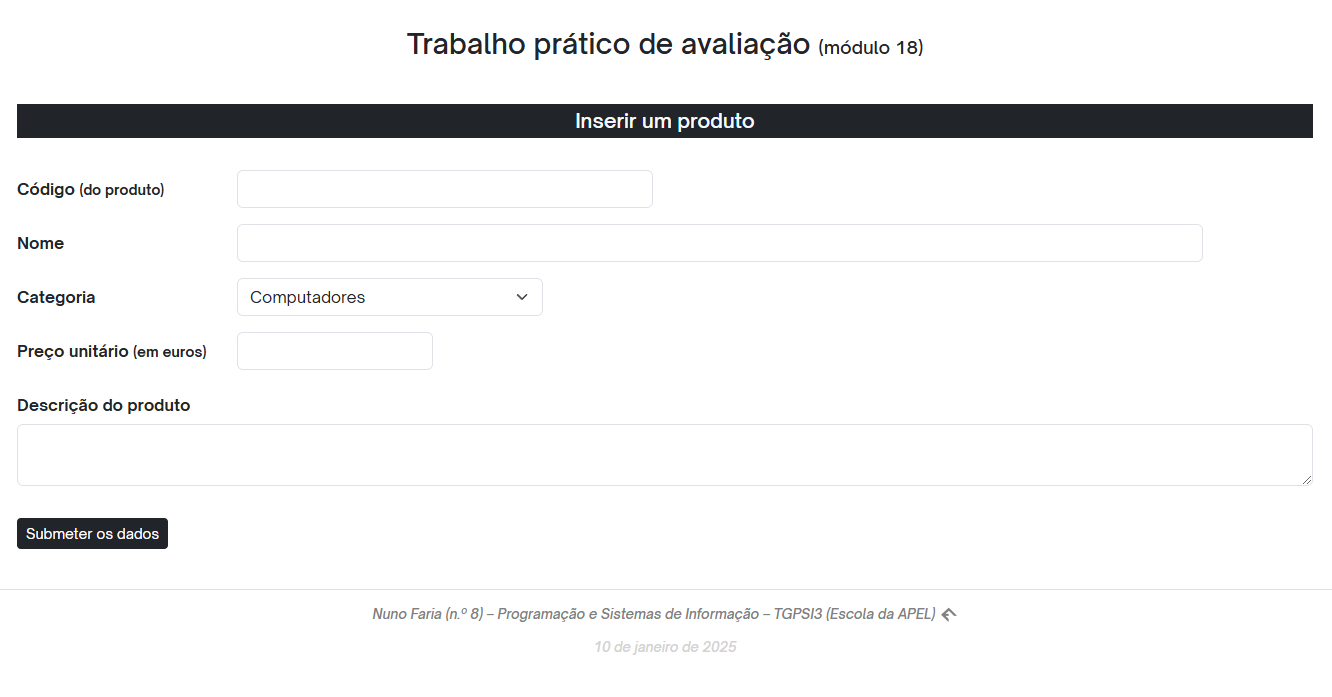 Trabalho prático de avaliação (módulo 18)
Inserir um produto
Código (do produto)
Nome
Categoria
Computadores
Preço unitário (em euros)
Descrição do produto
Submeter os dados
Nuno Faria (n.º 8) – Programação e Sistemas de Informação – TGPSI3 (Escola da APEL)
10 de janeiro de 2025